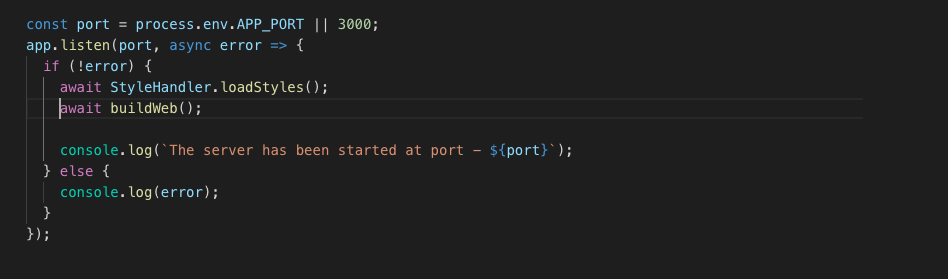 const port = process.env.APP_PORT || 3000;
app.listen(port, async error => {
  if (!error) {
    await StyleHandler.loadStyles();
    await buildWeb();

    console.log(`The server has been started at port – ${port}`);
  } else {
    console.log(error);
  }
});